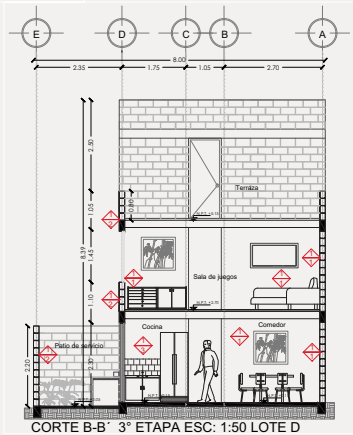 E D C B A
8.00
2.35 1.75 1.05 2.70
2.50
Terraza
0.80
1.05
8.39
1.45
Sala de juegos
1.10
Cocina
Comedor
2.20
Patio de servicio
2.30
CORTE B-B´ 3° ETAPA ESC: 1:50 LOTE D